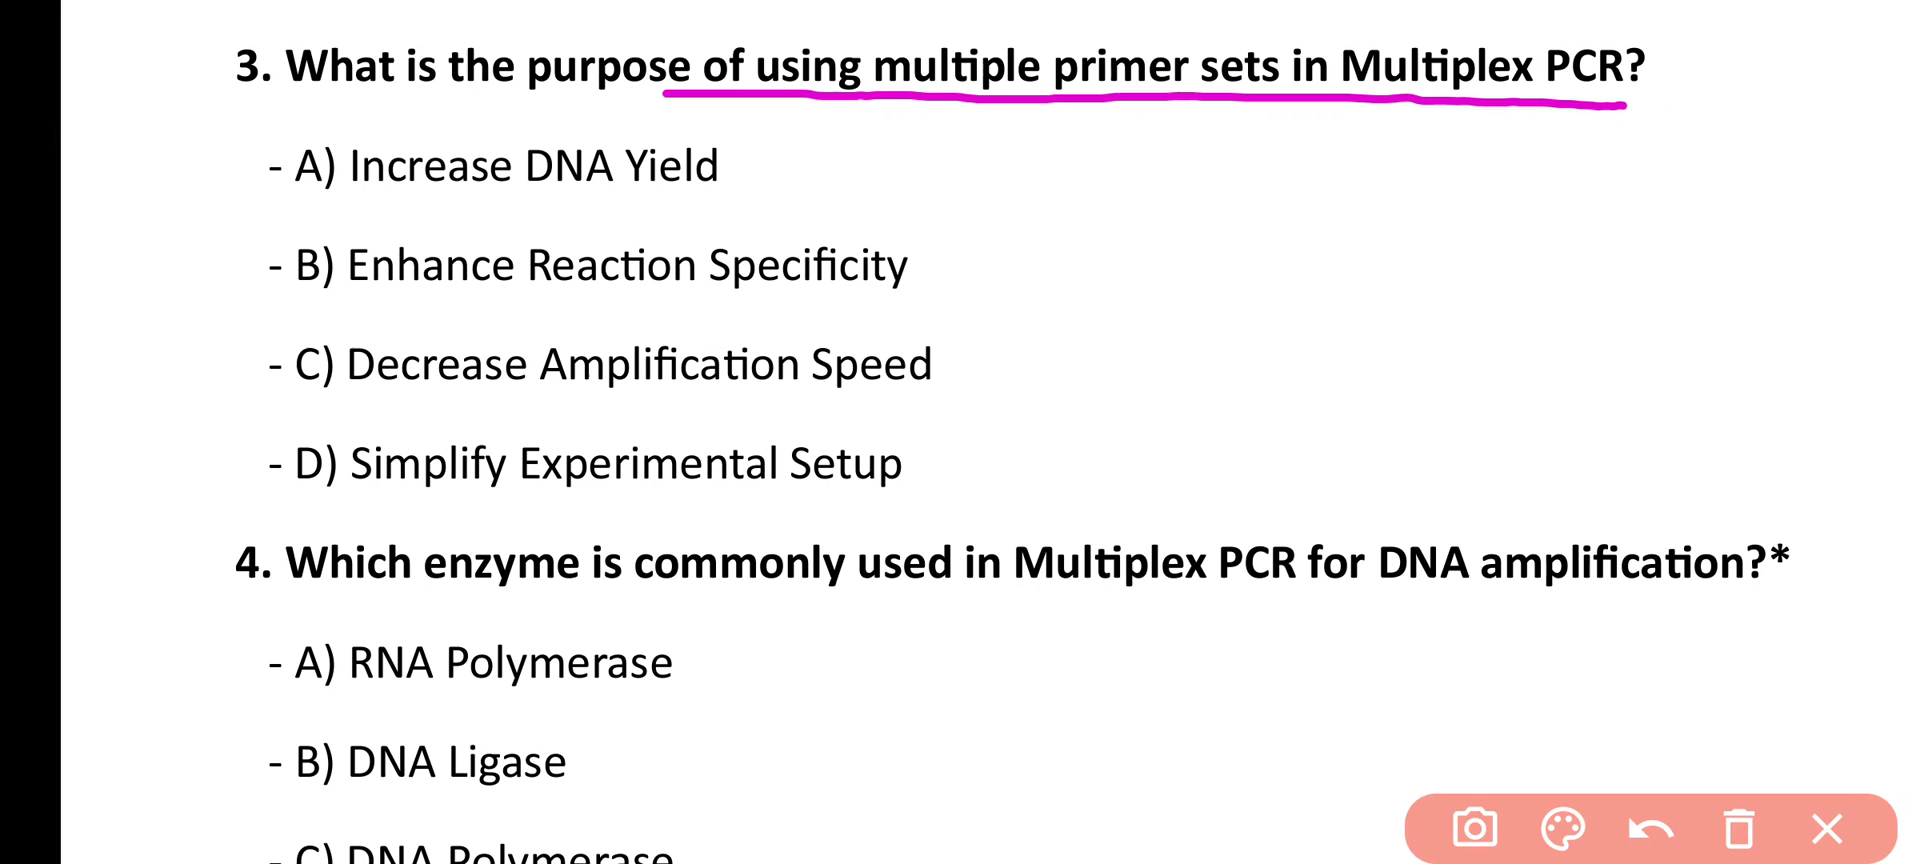 3. What is the purpose of using multiple primer sets in Multiplex PCR?
- A) Increase DNA Yield
- B) Enhance Reaction Specificity
- C) Decrease Amplification Speed
- D) Simplify Experimental Setup
4. Which enzyme is commonly used in Multiplex PCR for DNA amplification?*
- A) RNA Polymerase
- B) DNA Ligase
- C) DNA Polymerase